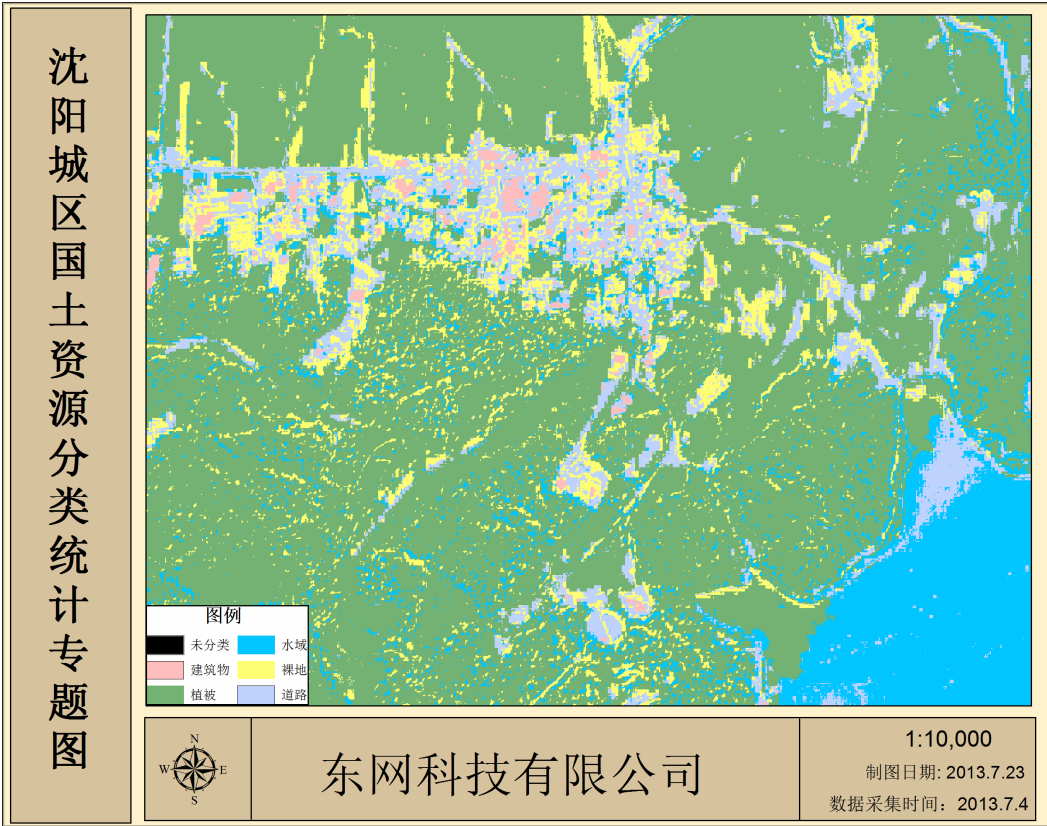 沈阳城区国土资源分类统计专题图
图例
未分类 水域
建筑物 裸地
植被 道路
N
W E
S
东网科技有限公司
1:10,000
制图日期: 2013.7.23
数据采集时间：2013.7.4